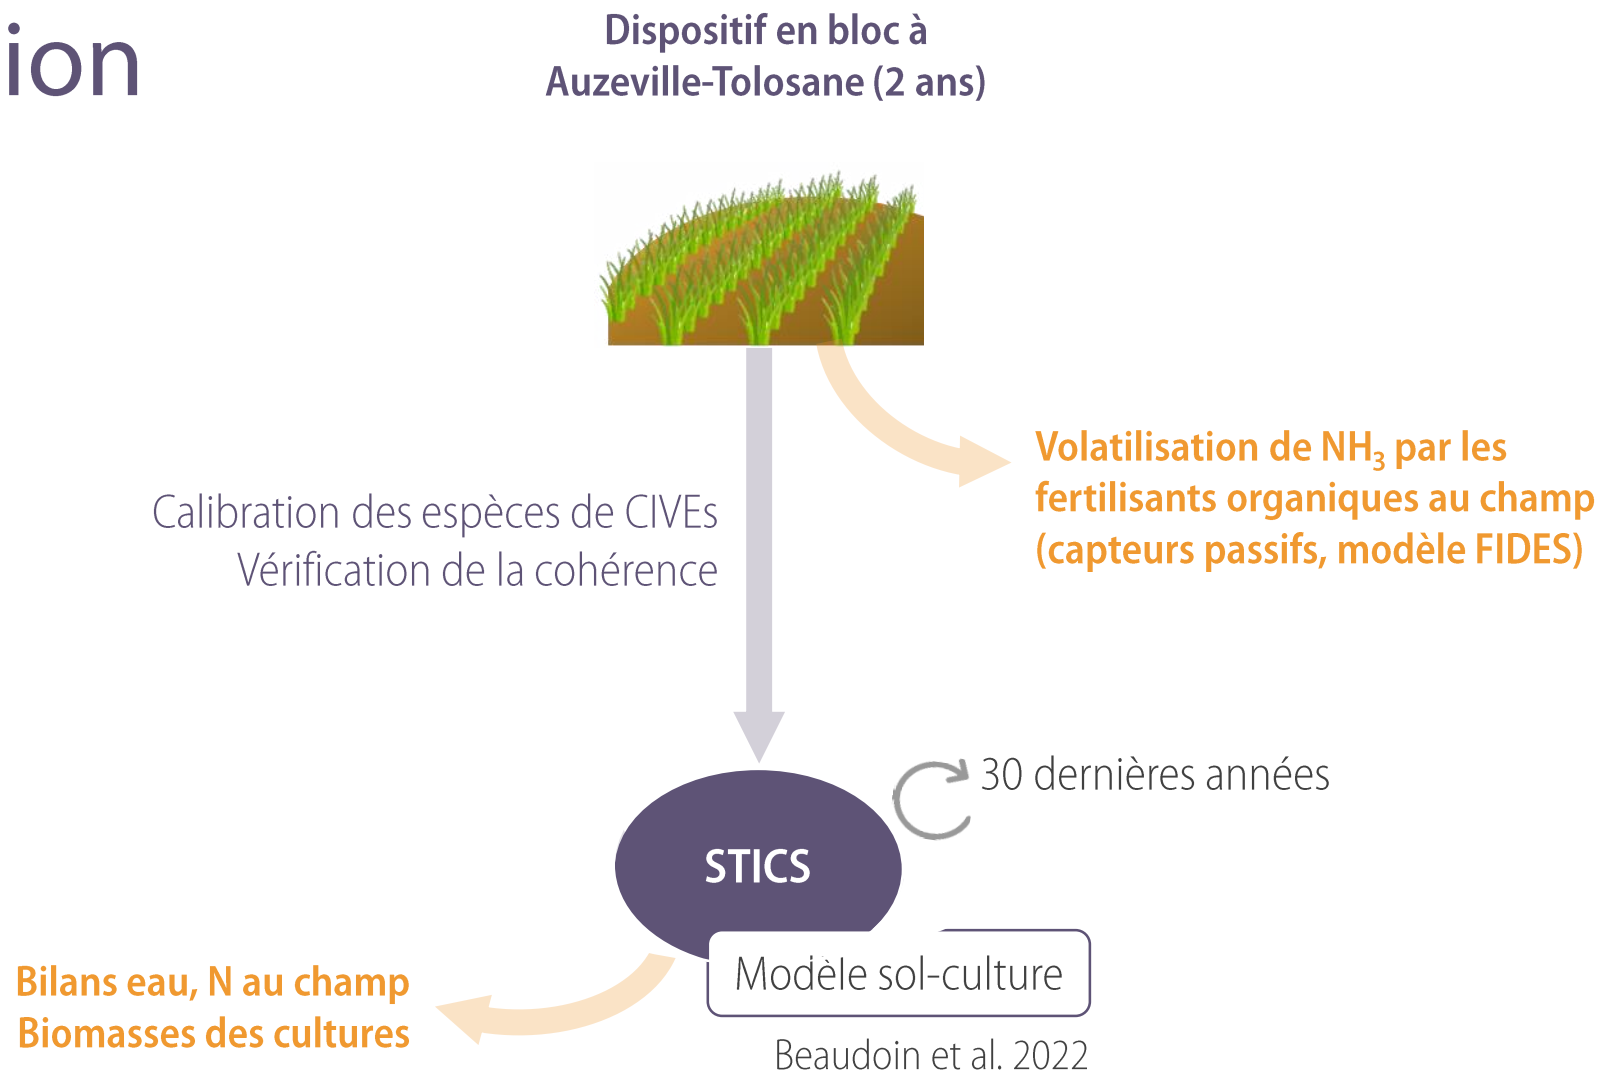 ion
Dispositif en bloc à
Auzeville-Tolosane (2 ans)
Volatilisation de NH₃ par les
fertilisants organiques au champ
(capteurs passifs, modèle FIDES)
Calibration des espèces de CIVEs
Vérification de la cohérence
30 dernières années
STICS
Modèle sol-culture
Beaudoin et al. 2022
Bilans eau, N au champ
Biomasses des cultures